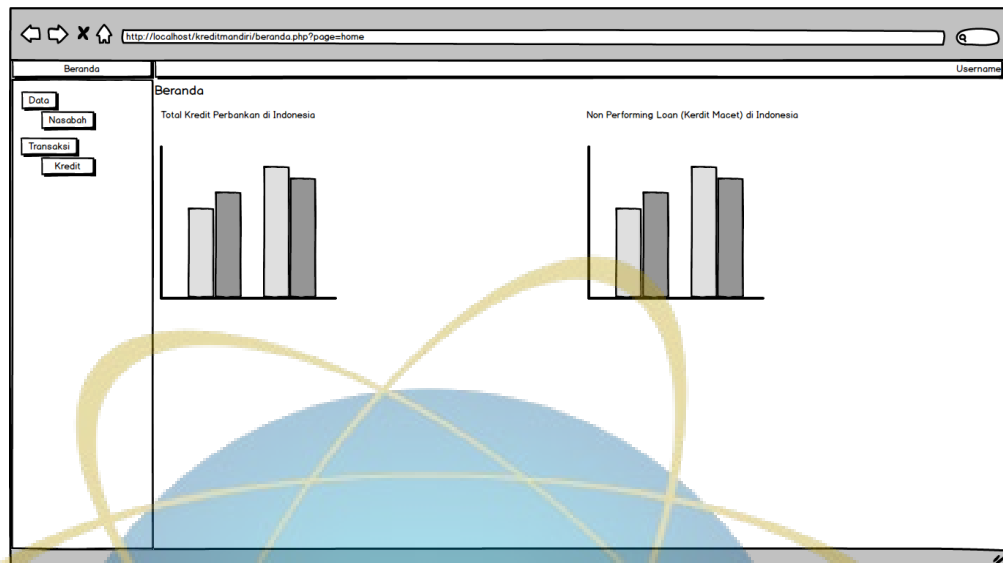 http://localhost/kreditmandiri/beranda.php?page=home
Beranda
Username
Data
Nasabah
Transaksi
Kredit
Beranda
Total Kredit Perbankan di Indonesia
Non Performing Loan (Kerdit Macet) di Indonesia